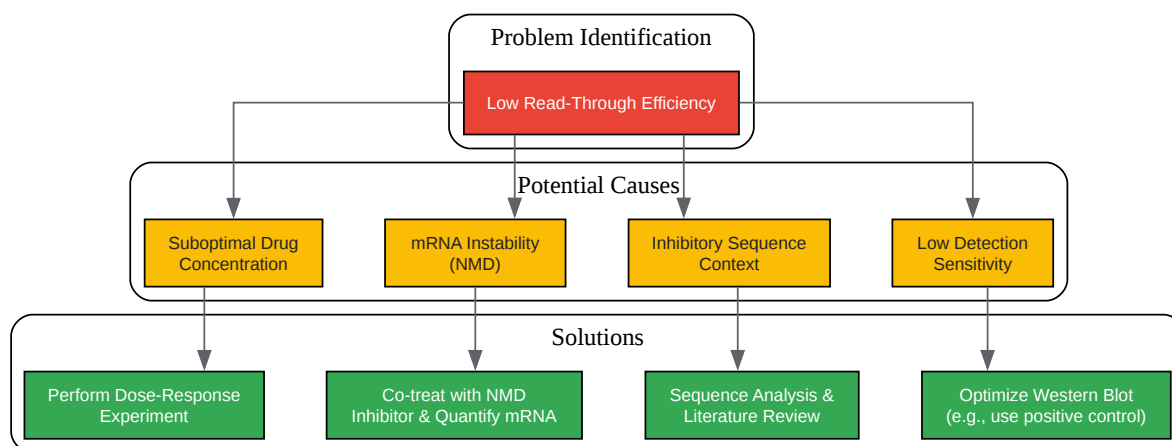 Problem Identification
Low Read-Through Efficiency
Potential Causes
Suboptimal Drug
Concentration
mRNA Instability
(NMD)
Inhibitory Sequence
Context
Low Detection
Sensitivity
Solutions
Perform Dose-Response
Experiment
Co-treat with NMD
Inhibitor & Quantify mRNA
Sequence Analysis &
Literature Review
Optimize Western Blot
(e.g., use positive control)